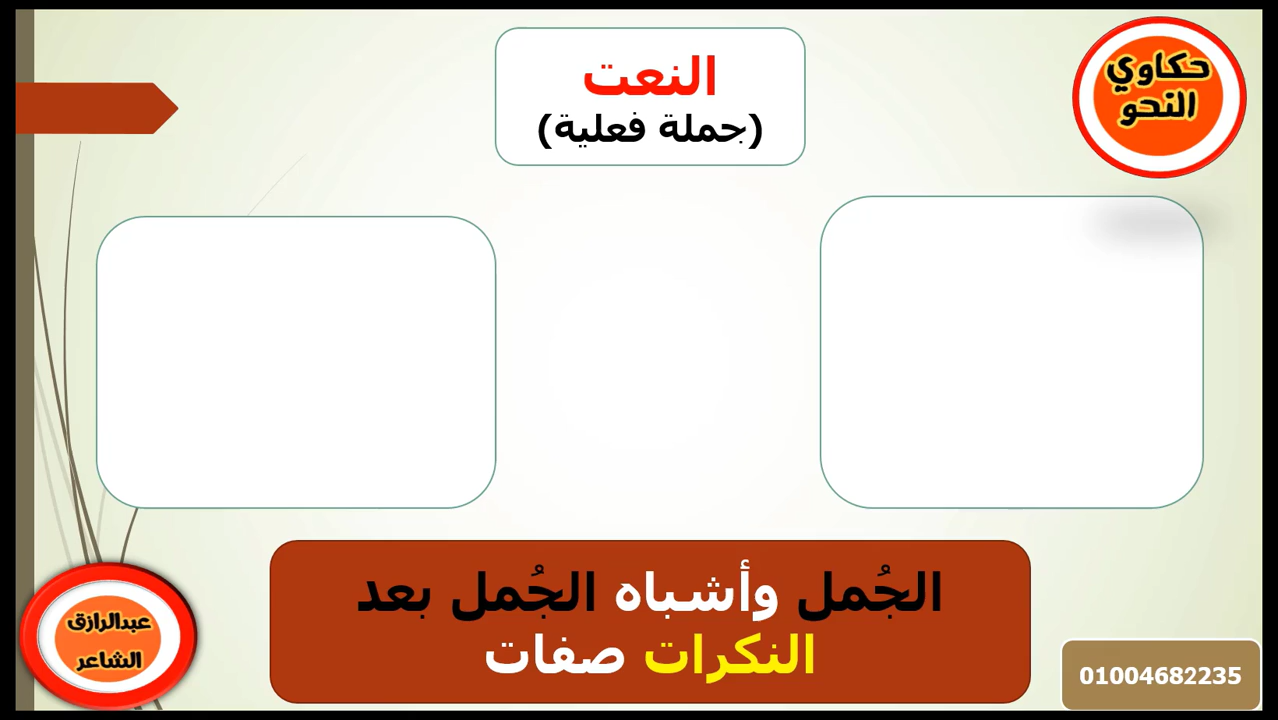 حكاوي
النحو
النعت
(جملة فعلية)
الجُمل وأشباه الجُمل بعد
النكرات صفات
عبدالرازق
الشاعر
01004682235